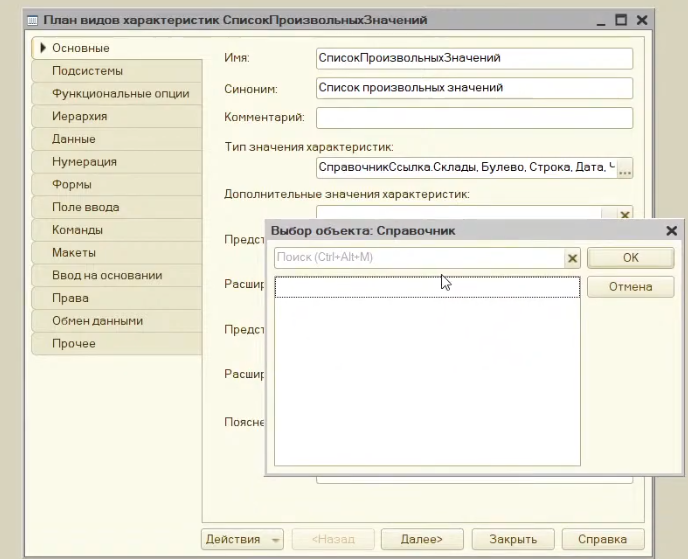 План видов характеристик СписокПроизвольныхЗначений
Основные
Подсистемы
Функциональные опции
Иерархия
Данные
Нумерация
Формы
Поле ввода
Команды
Макеты
Ввод на основании
Права
Обмен данными
Прочее
Имя:
СписокПроизвольныхЗначений
Синоним:
Список произвольных значений
Комментарий:
Тип значения характеристик:
СправочникСсылка.Склады, Булево, Строка, Дата, Ч
...
Дополнительные значения характеристик:
Предст
Расшир
Предст
Расшир
Поясне
Выбор объекта: Справочник
Поиск (Ctrl+Alt+M)
OK
Отмена
Действия
<Назад
Далее>
Закрыть
Справка